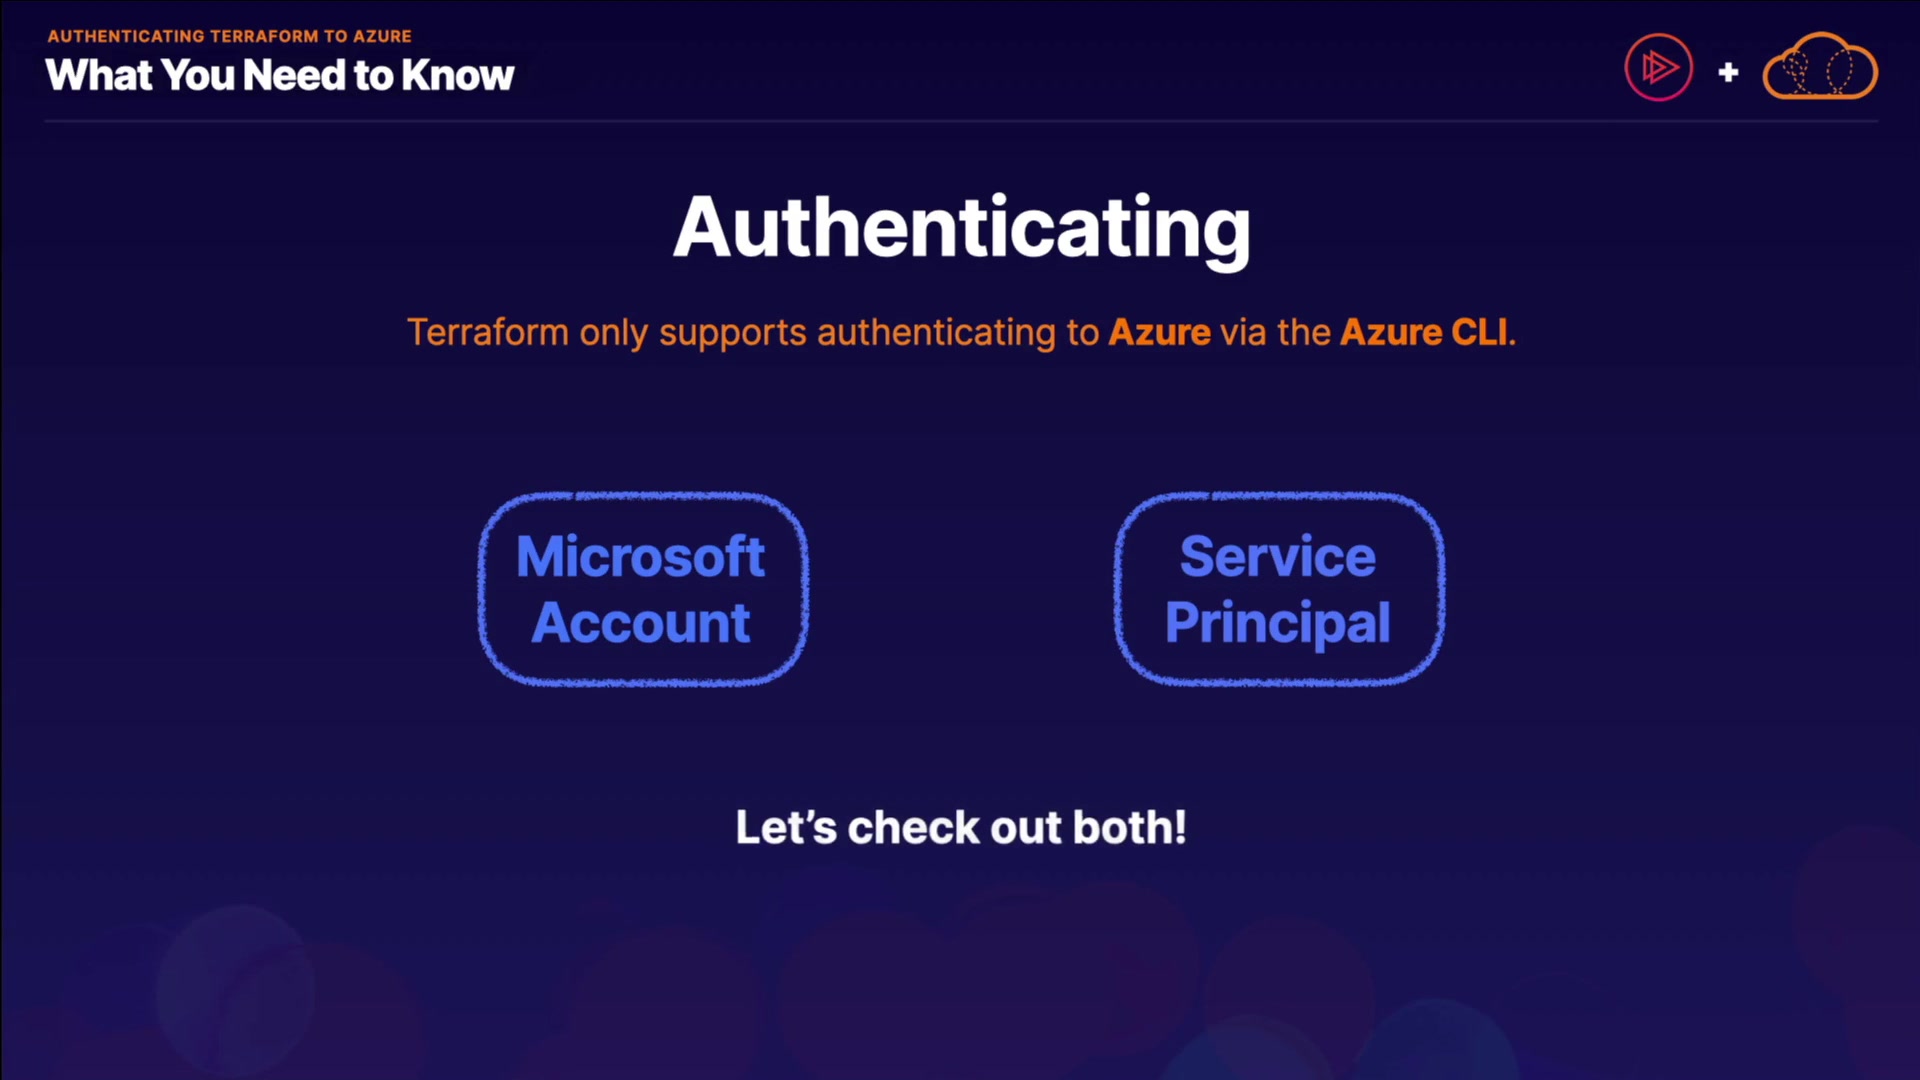 AUTHENTICATING TERRAFORM TO AZURE
What You Need to Know
Authenticating
Terraform only supports authenticating to Azure via the Azure CLI.
Microsoft
Account
Service
Principal
Let's check out both!